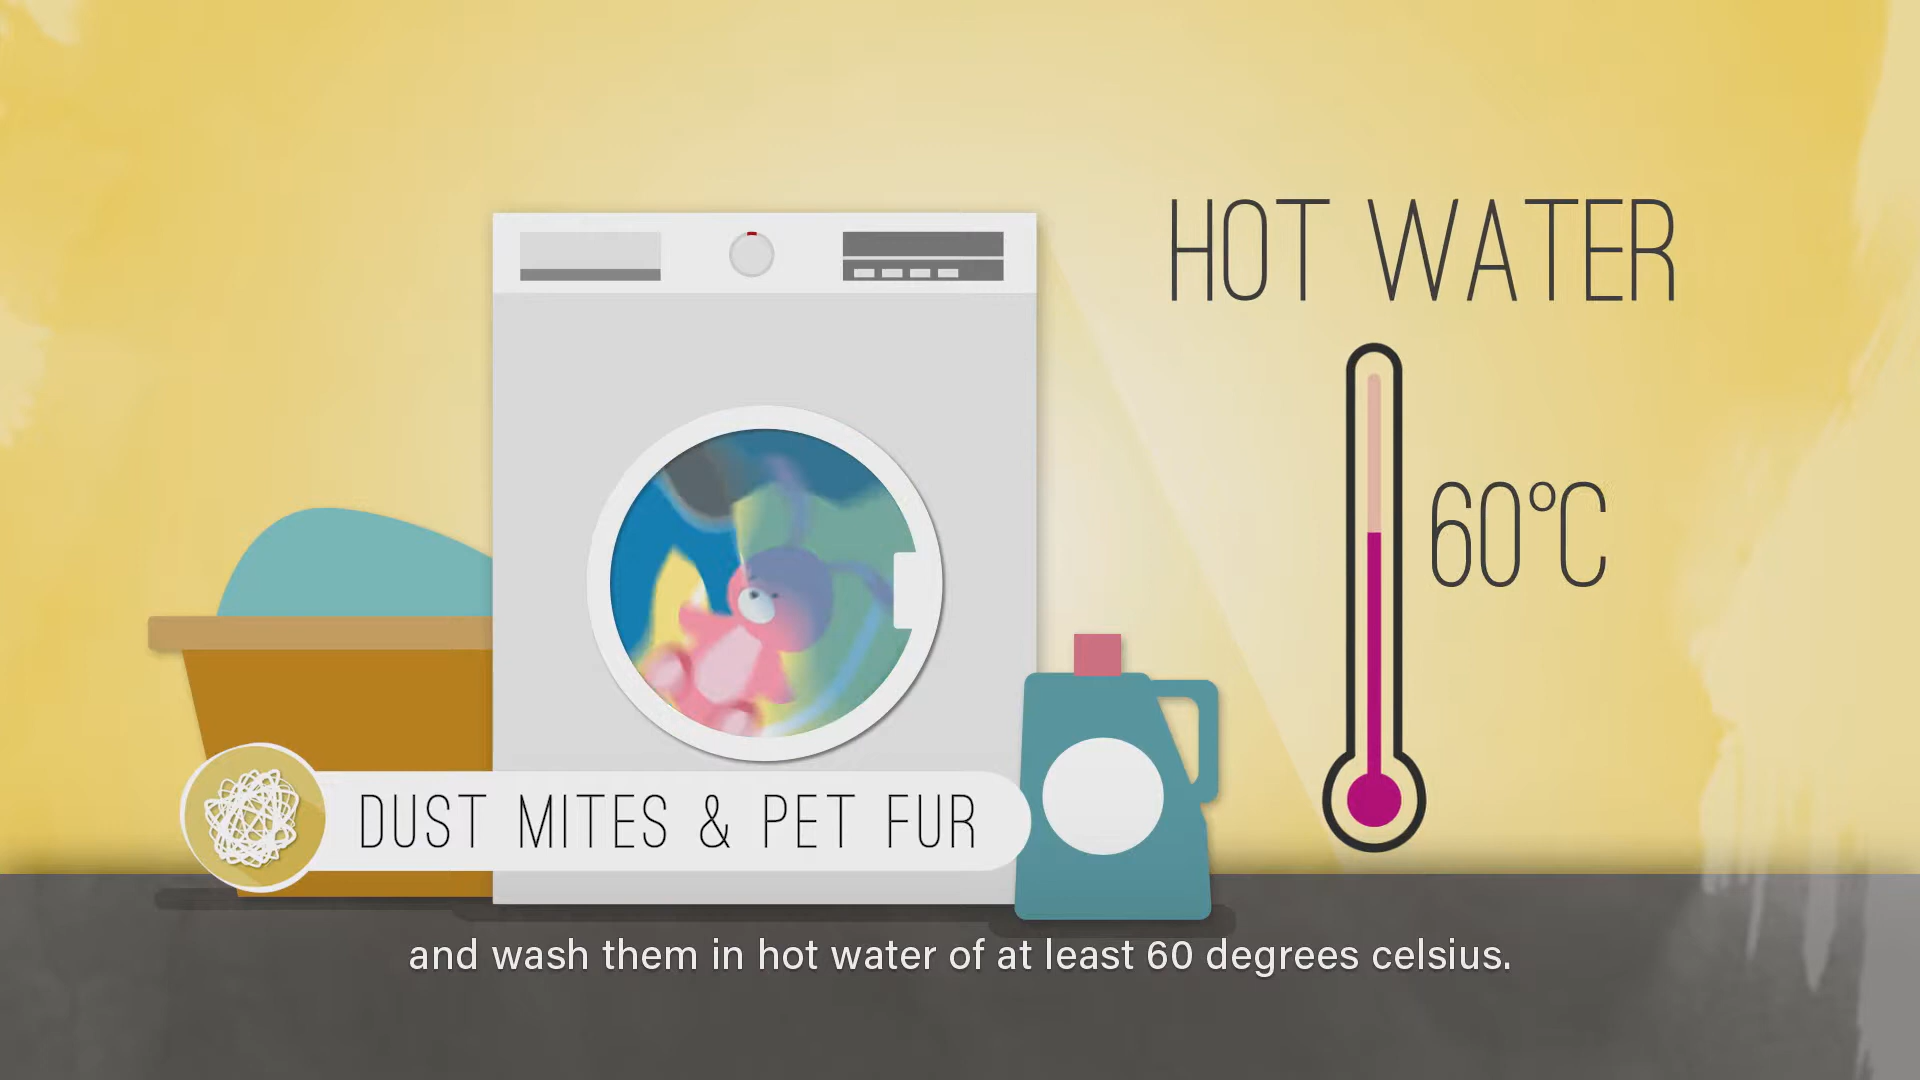 HOT WATER
60°C
DUST MITES & PET FUR
and wash them in hot water of at least 60 degrees celsius.